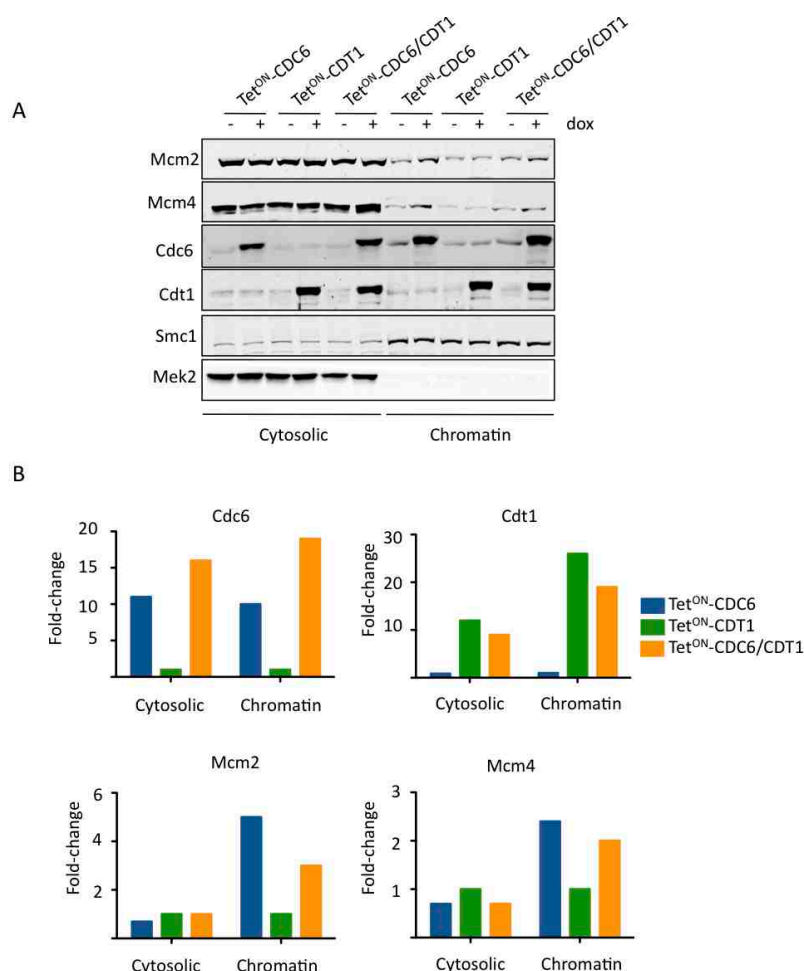 A
Tet^ON-CDC6 Tet^ON-CDT1 Tet^ON-CDC6/CDT1 Tet^ON-CDC6 Tet^ON-CDT1 Tet^ON-CDC6/CDT1
- + - + - + - + - + - + dox
Mcm2
Mcm4
Cdc6
Cdt1
Smc1
Mek2
Cytosolic Chromatin
B
Cdc6
Fold-change
20
15
10
5
Cytosolic Chromatin
Cdt1
Fold-change
30
20
10
Cytosolic Chromatin
Tet^ON-CDC6
Tet^ON-CDT1
Tet^ON-CDC6/CDT1
Mcm2
Fold-change
6
4
2
Cytosolic Chromatin
Mcm4
Fold-change
3
2
1
Cytosolic Chromatin